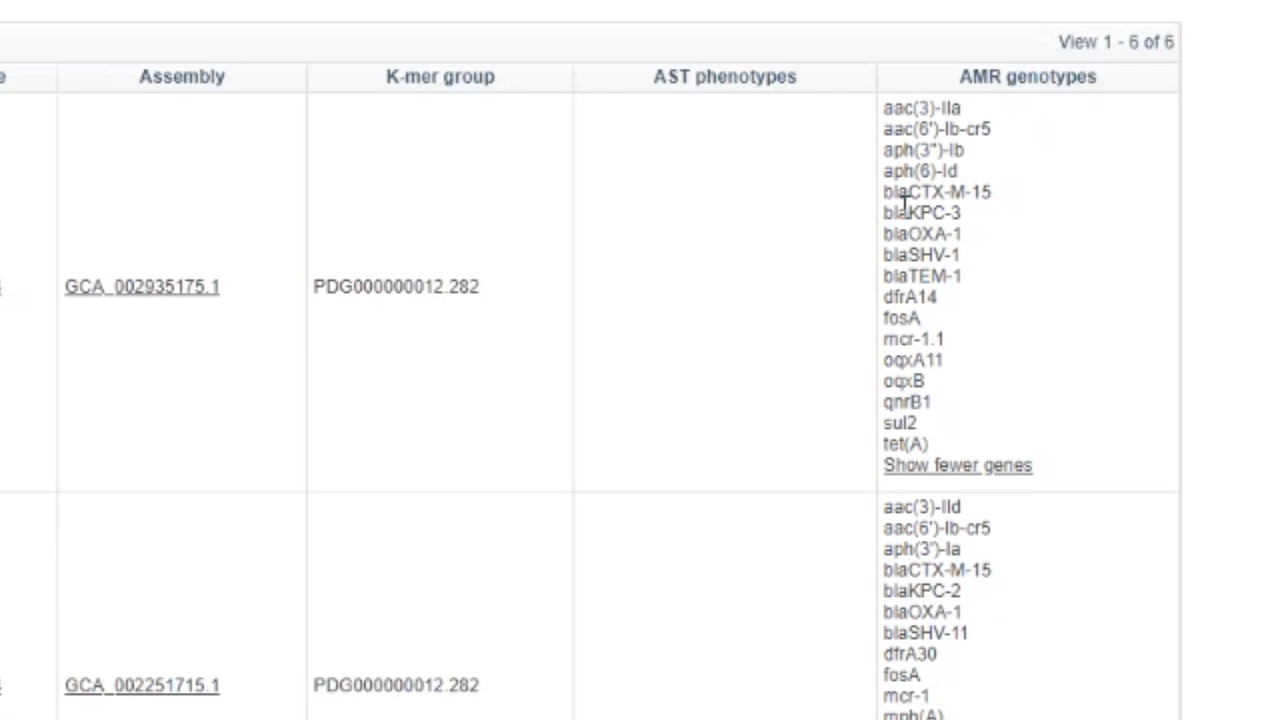 View 1 - 6 of 6
e Assembly K-mer group AST phenotypes AMR genotypes
aac(3)-IIa
aac(6')-Ib-cr5
aph(3")-Ib
aph(6)-Id
blaCTX-M-15
blaKPC-3
blaOXA-1
blaSHV-1
blaTEM-1
dfrA14
fosA
mcr-1.1
oqxA11
oqxB
qnrB1
sul2
tet(A)
Show fewer genes
GCA_002935175.1 PDG000000012.282
aac(3)-IId
aac(6')-Ib-cr5
aph(3')-Ia
blaCTX-M-15
blaKPC-2
blaOXA-1
blaSHV-11
dfrA30
fosA
mcr-1
mph(A)
GCA_002251715.1 PDG000000012.282